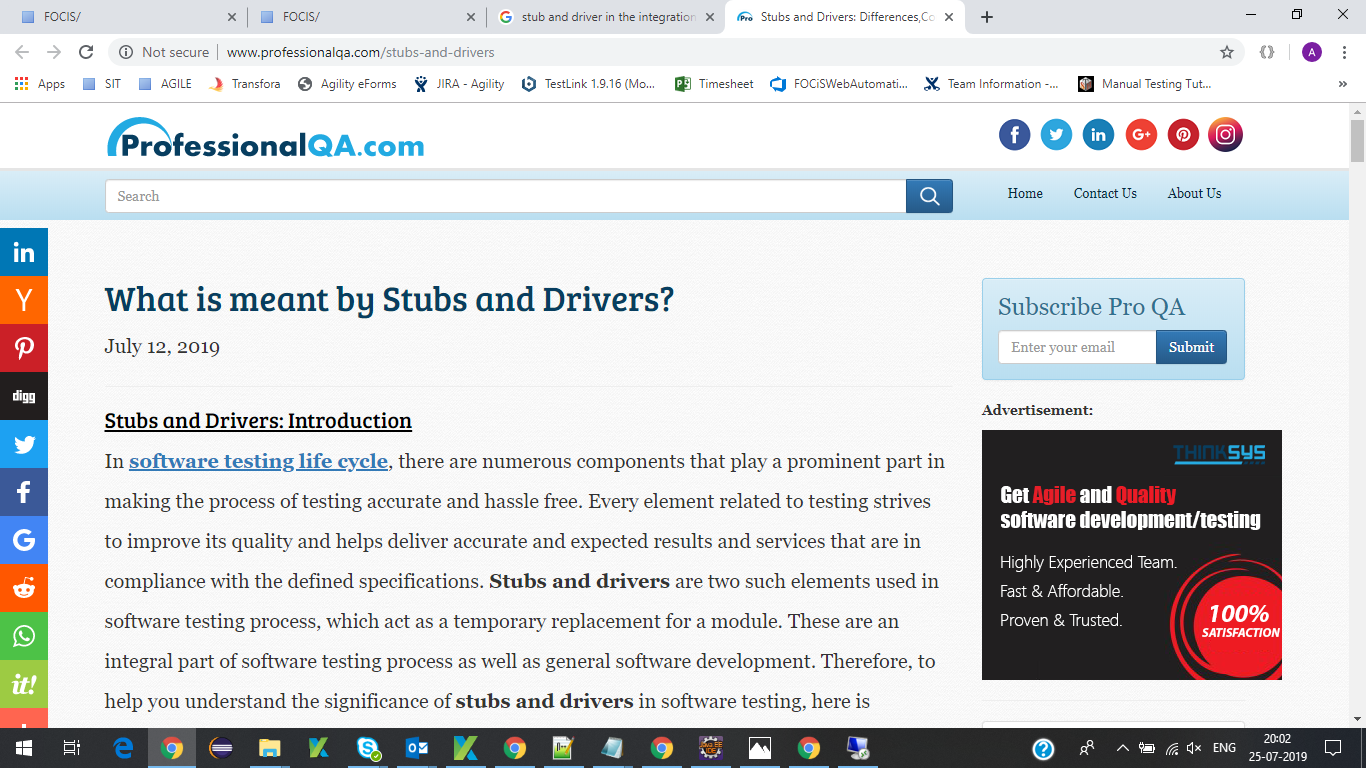 FOCIS/
FOCIS/
stub and driver in the integration
Stubs and Drivers: Differences,Co
Not secure
www.professionalqa.com/stubs-and-drivers
A
Apps
SIT
AGILE
Transfora
Agility eForms
JIRA - Agility
TestLink 1.9.16 (Mo...
Timesheet
FOCiSWebAutomati...
Team Information -...
Manual Testing Tut...
ProfessionalQA.com
Search
Home
Contact Us
About Us
in
Y
digg
it!
What is meant by Stubs and Drivers?
July 12, 2019
Stubs and Drivers: Introduction
In software testing life cycle, there are numerous components that play a prominent part in
making the process of testing accurate and hassle free. Every element related to testing strives
to improve its quality and helps deliver accurate and expected results and services that are in
compliance with the defined specifications. Stubs and drivers are two such elements used in
software testing process, which act as a temporary replacement for a module. These are an
integral part of software testing process as well as general software development. Therefore, to
help you understand the significance of stubs and drivers in software testing, here is
Subscribe Pro QA
Enter your email
Submit
Advertisement:
THINKSYS
Get Agile and Quality
software development/testing
Highly Experienced Team.
Fast & Affordable.
Proven & Trusted.
100%
SATISFACTION
ENG
20:02
25-07-2019